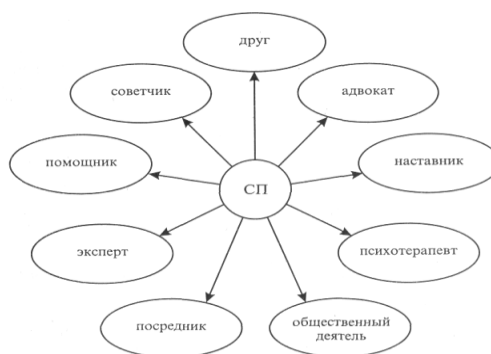 друг
советчик
адвокат
помощник
наставник
СП
эксперт
психотерапевт
посредник
общественный
деятель